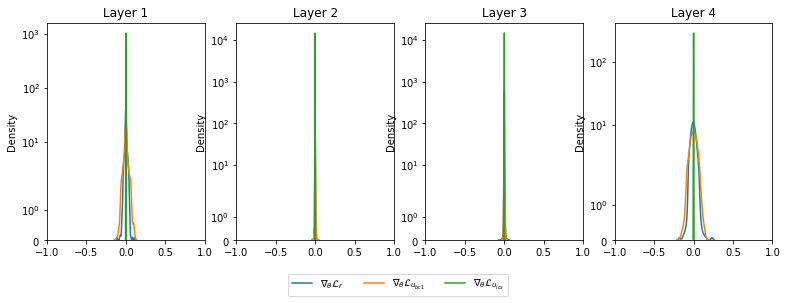 Layer 1 Layer 2 Layer 3 Layer 4
Density Density Density Density
10³ 10⁴ 10⁴ 10²
10² 10³ 10³ 10¹
10¹ 10² 10² 10⁰
10⁰ 10¹ 10¹ 0
0 10⁰ 10⁰
0 0
−1.0 −0.5 0.0 0.5 1.0 −1.0 −0.5 0.0 0.5 1.0 −1.0 −0.5 0.0 0.5 1.0 −1.0 −0.5 0.0 0.5 1.0
∇θℒr ∇θℒu_bc1 ∇θℒu_ics